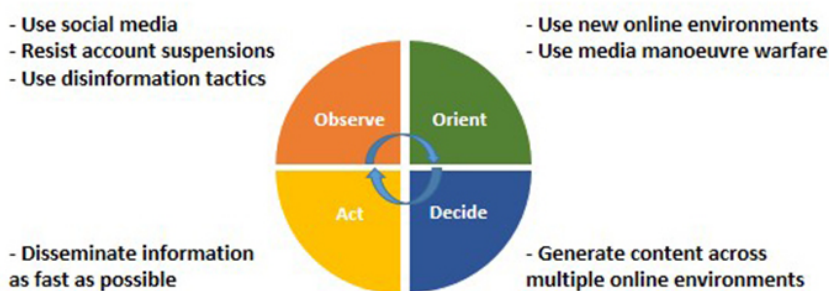 - Use social media
- Resist account suspensions
- Use disinformation tactics
- Use new online environments
- Use media manoeuvre warfare
Observe
Orient
Act
Decide
- Disseminate information
as fast as possible
- Generate content across
multiple online environments